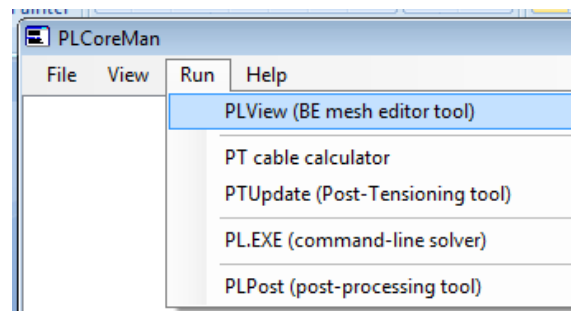 PLCoreMan
File View Run Help
PLView (BE mesh editor tool)
PT cable calculator
PTUpdate (Post-Tensioning tool)
PL.EXE (command-line solver)
PLPost (post-processing tool)